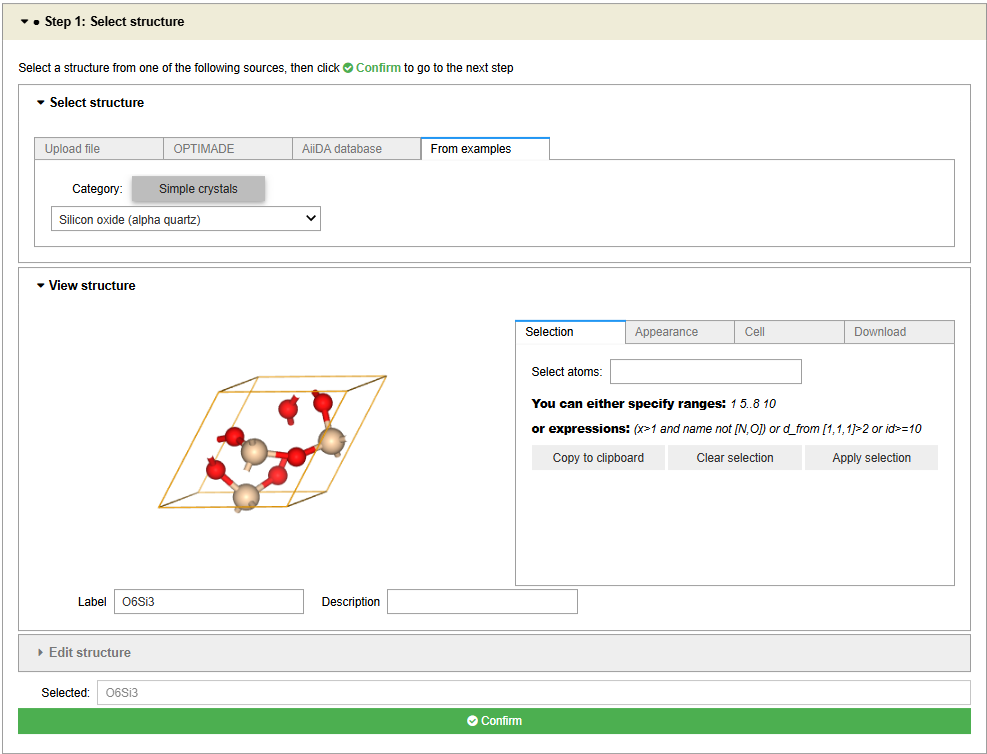 Step 1: Select structure
Select a structure from one of the following sources, then click Confirm to go to the next step
Select structure
Upload file OPTIMADE AiiDA database From examples
Category: Simple crystals
Silicon oxide (alpha quartz)
View structure
Selection Appearance Cell Download
Select atoms:
You can either specify ranges: 1 5..8 10
or expressions: (x>1 and name not [N,O]) or d_from [1,1,1]>2 or id>=10
Copy to clipboard Clear selection Apply selection
Label O6Si3 Description
Edit structure
Selected: O6Si3
Confirm